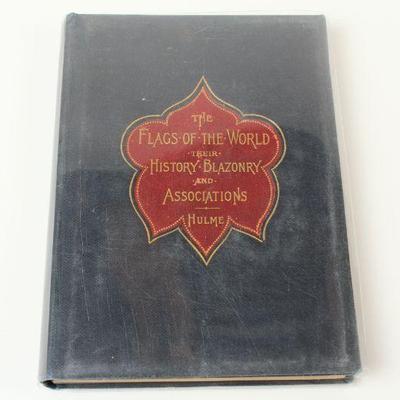 THE
FLAGS·OF·THE·WORLD
THEIR
HISTORY·BLAZONRY
·AND·
ASSOCIATIONS
HULME